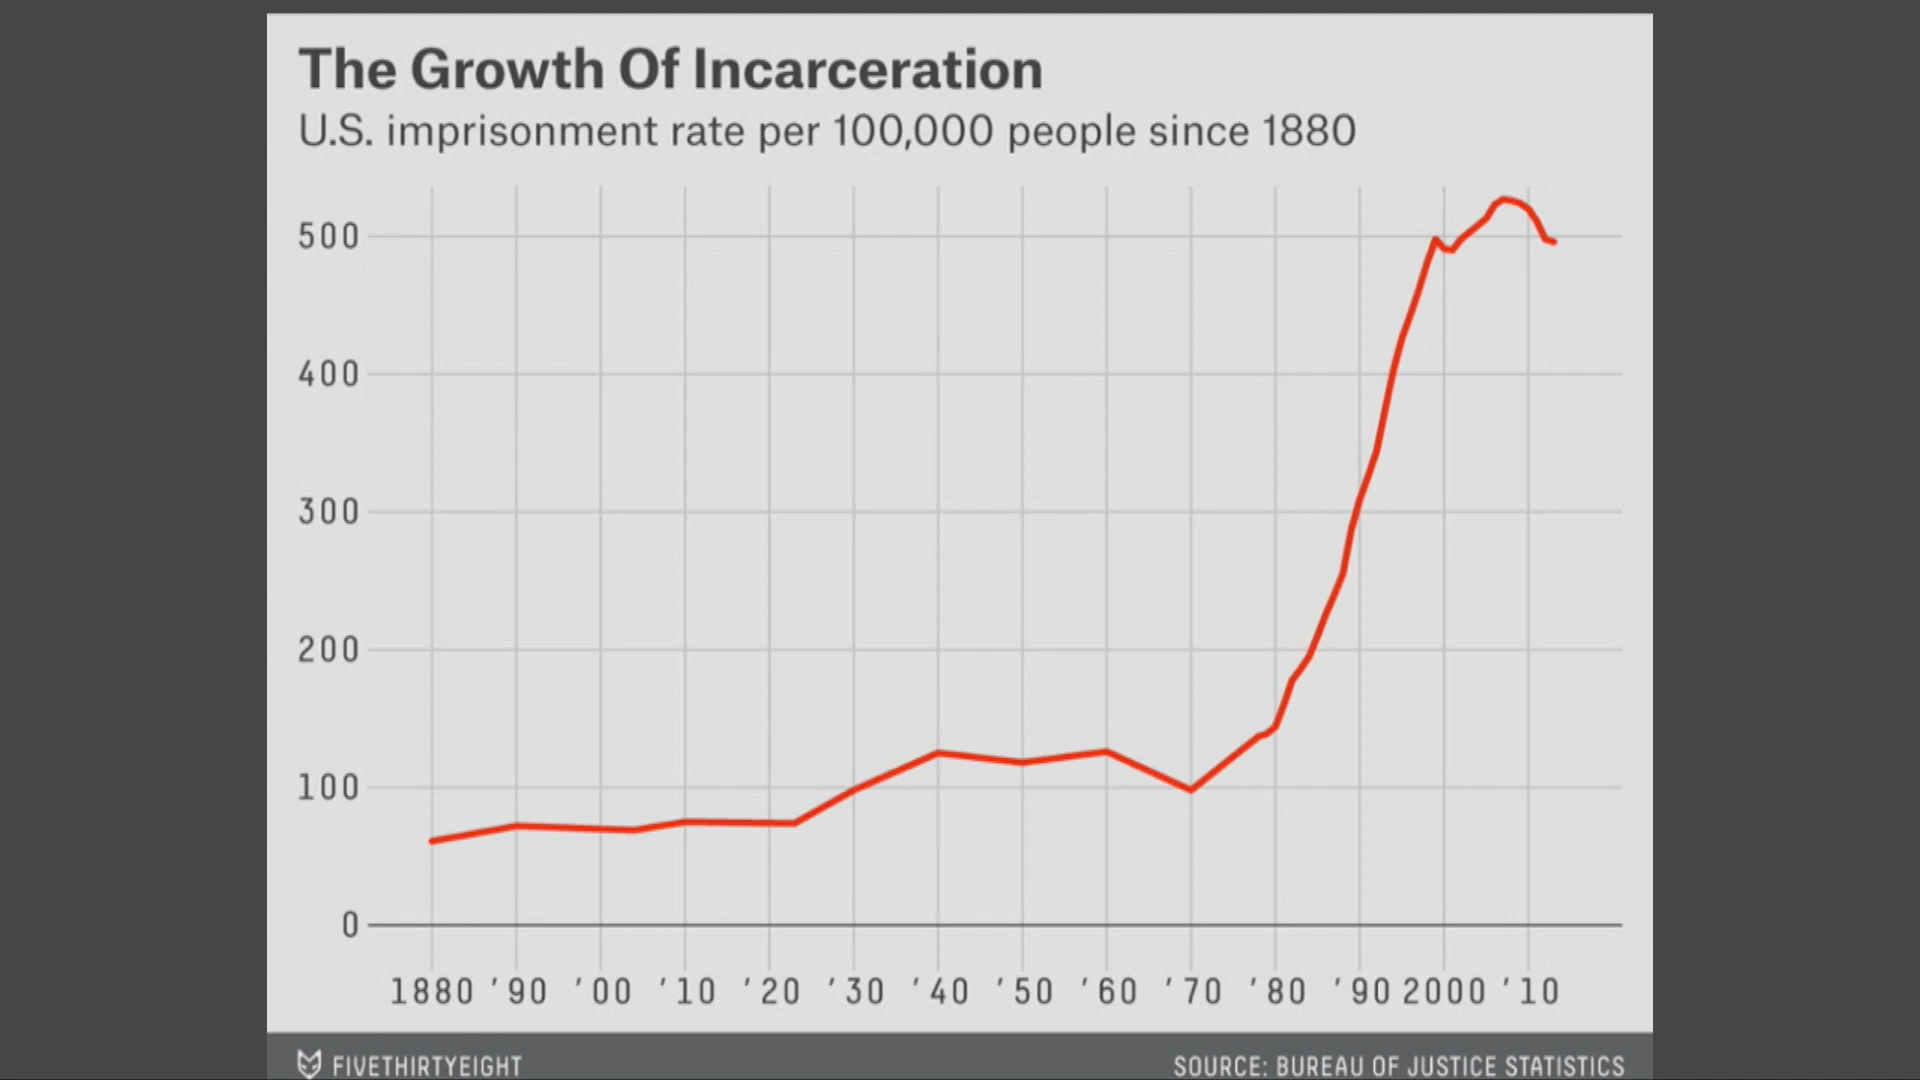 The Growth Of Incarceration
U.S. imprisonment rate per 100,000 people since 1880
500
400
300
200
100
0
1880 '90 '00 '10 '20 '30 '40 '50 '60 '70 '80 '90 2000 '10
FIVETHIRTYEIGHT
SOURCE: BUREAU OF JUSTICE STATISTICS